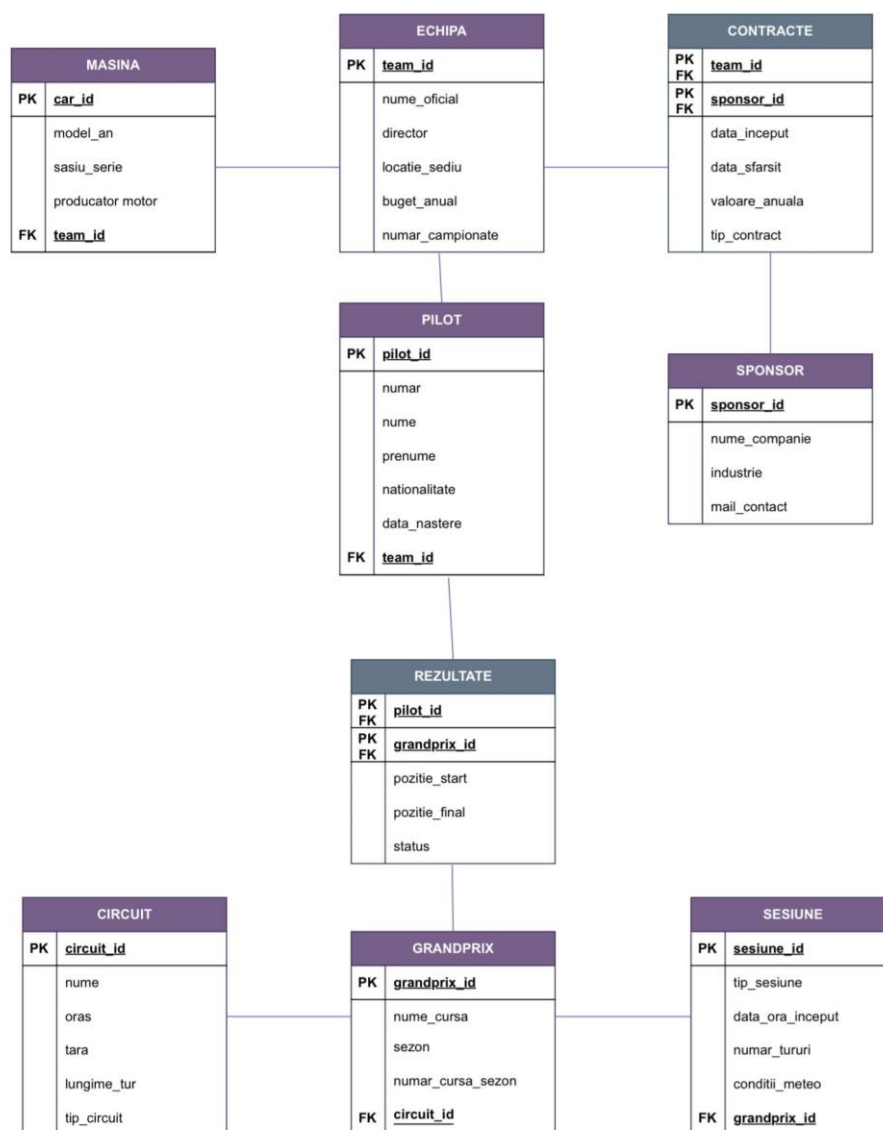 ECHIPA
PK team_id
nume_oficial
director
locatie_sediu
buget_anual
numar_campionate
CONTRACTE
PK
FK team_id
PK
FK sponsor_id
data_inceput
data_sfarsit
valoare_anuala
tip_contract
MASINA
PK car_id
model_an
sasiu_serie
producator motor
FK team_id
PILOT
PK pilot_id
numar
nume
prenume
nationalitate
data_nastere
FK team_id
SPONSOR
PK sponsor_id
nume_companie
industrie
mail_contact
REZULTATE
PK
FK pilot_id
PK
FK grandprix_id
pozitie_start
pozitie_final
status
CIRCUIT
PK circuit_id
nume
oras
tara
lungime_tur
tip_circuit
GRANDPRIX
PK grandprix_id
nume_cursa
sezon
numar_cursa_sezon
FK circuit_id
SESIUNE
PK sesiune_id
tip_sesiune
data_ora_inceput
numar_tururi
conditii_meteo
FK grandprix_id